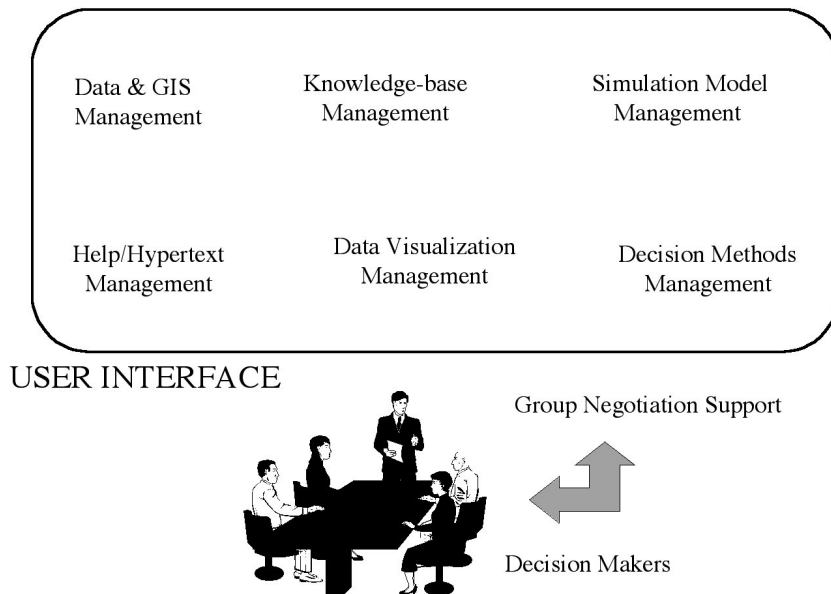 Data & GIS
Management
Knowledge-base
Management
Simulation Model
Management
Help/Hypertext
Management
Data Visualization
Management
Decision Methods
Management
USER INTERFACE
Group Negotiation Support
Decision Makers